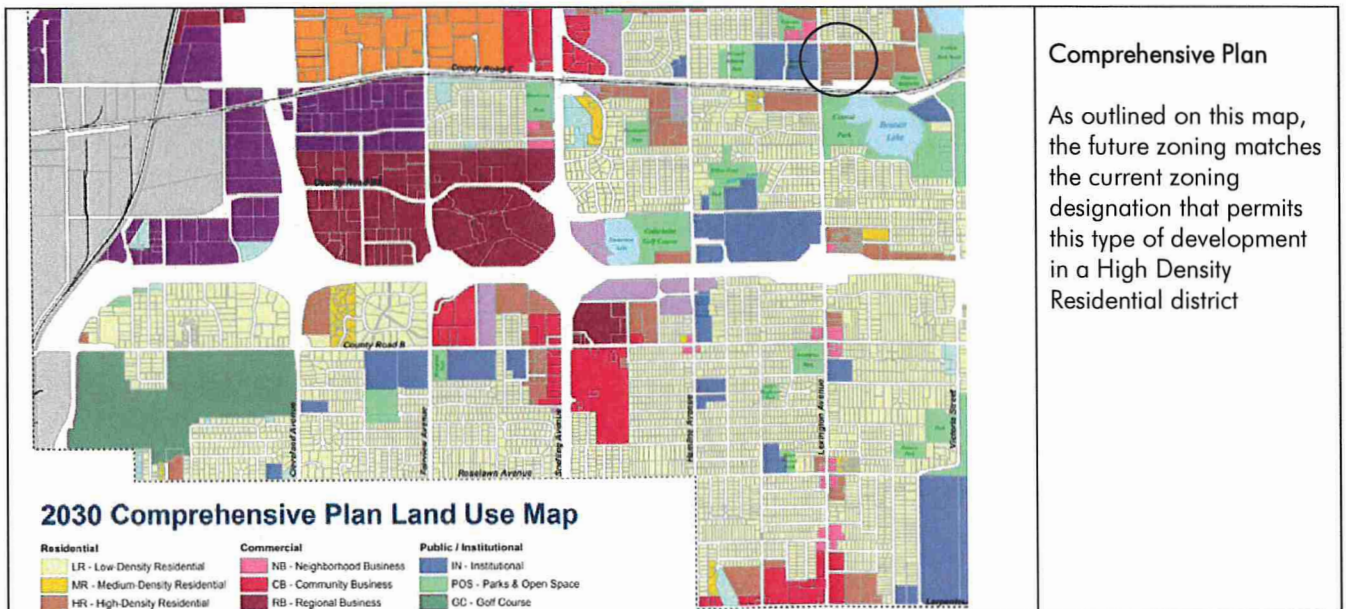 County Road C
Central
Park
Bennett
Lake
Golf Course
County Road B
Cleveland Avenue
Fairview Avenue
Snelling Avenue
Hamline Avenue
Lexington Avenue
Victoria Street
Roselawn Avenue
Larpenteur
2030 Comprehensive Plan Land Use Map
Residential
LR - Low-Density Residential
MR - Medium-Density Residential
HR - High-Density Residential
Commercial
NB - Neighborhood Business
CB - Community Business
RB - Regional Business
Public / Institutional
IN - Institutional
POS - Parks & Open Space
GC - Golf Course
Comprehensive Plan
As outlined on this map,
the future zoning matches
the current zoning
designation that permits
this type of development
in a High Density
Residential district